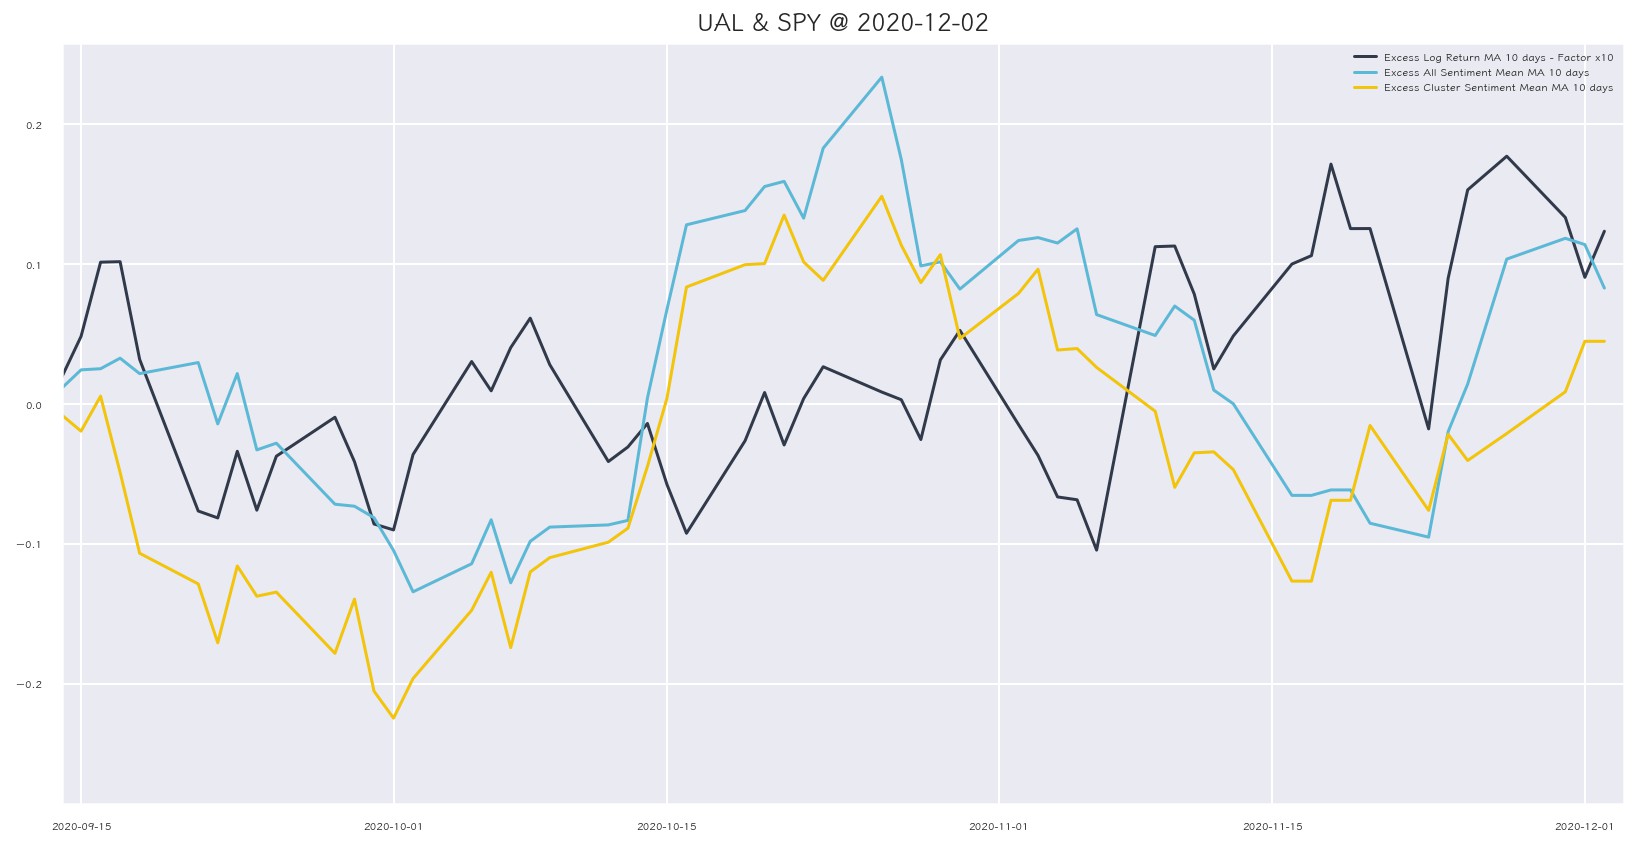 UAL & SPY @ 2020-12-02
Excess Log Return MA 10 days - Factor x10
Excess All Sentiment Mean MA 10 days
Excess Cluster Sentiment Mean MA 10 days
0.2
0.1
0.0
−0.1
−0.2
2020-09-15
2020-10-01
2020-10-15
2020-11-01
2020-11-15
2020-12-01